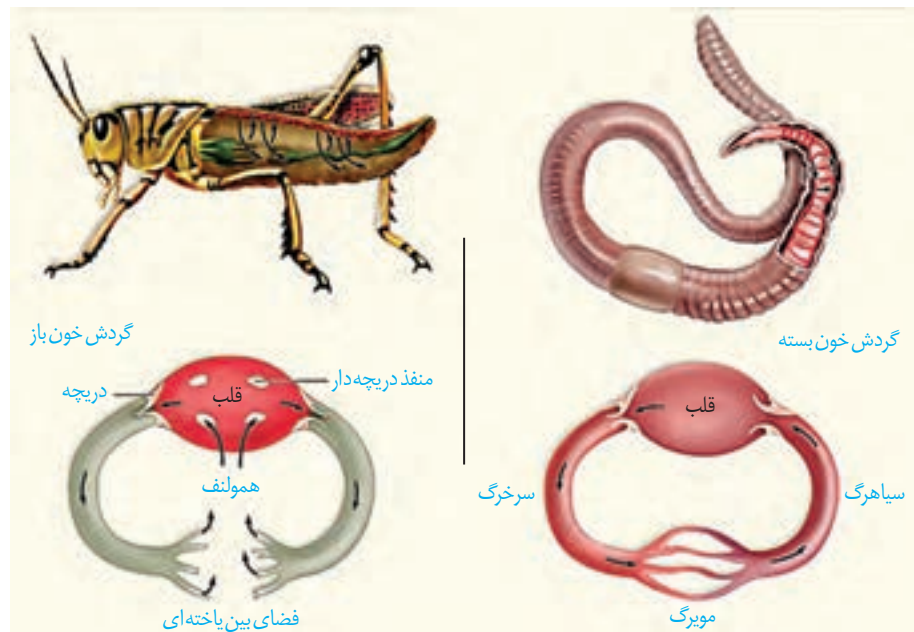 گردش خون بسته
قلب
سیاهرگ
سرخرگ
مویرگ
گردش خون باز
منفذ دریچه‌دار
دریچه
قلب
همولنف
فضای بین یاخته‌ای